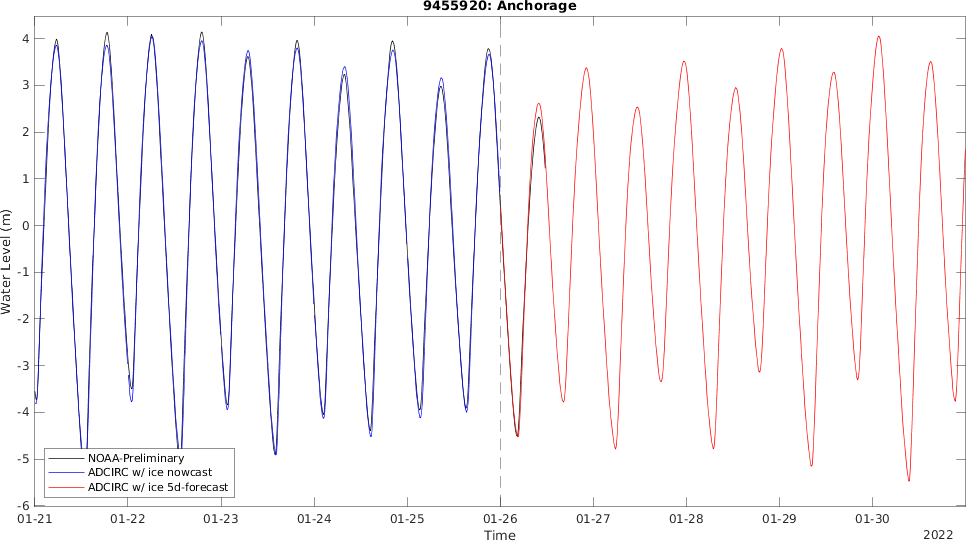 9455920: Anchorage
Water Level (m)
4
3
2
1
0
-1
-2
-3
-4
-5
-6
NOAA-Preliminary
ADCIRC w/ ice nowcast
ADCIRC w/ ice 5d-forecast
01-21 01-22 01-23 01-24 01-25 01-26 01-27 01-28 01-29 01-30
Time
2022